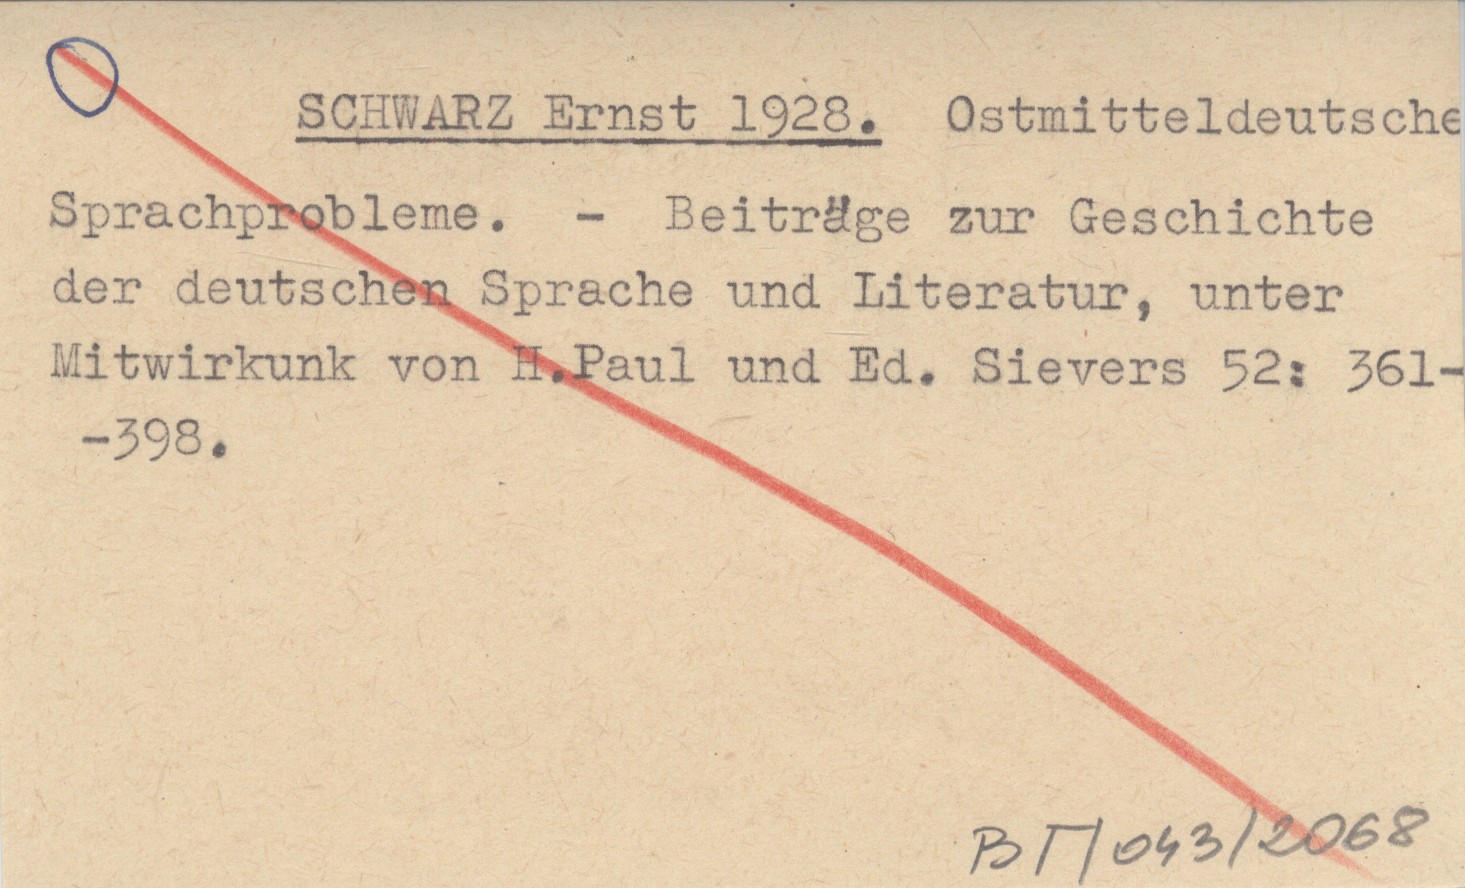 SCHWARZ Ernst 1928. Ostmitteldeutsche
Sprachprobleme. - Beiträge zur Geschichte
der deutschen Sprache und Literatur, unter
Mitwirkunk von H.Paul und Ed. Sievers 52: 361-
-398.
ВГ/043/2068